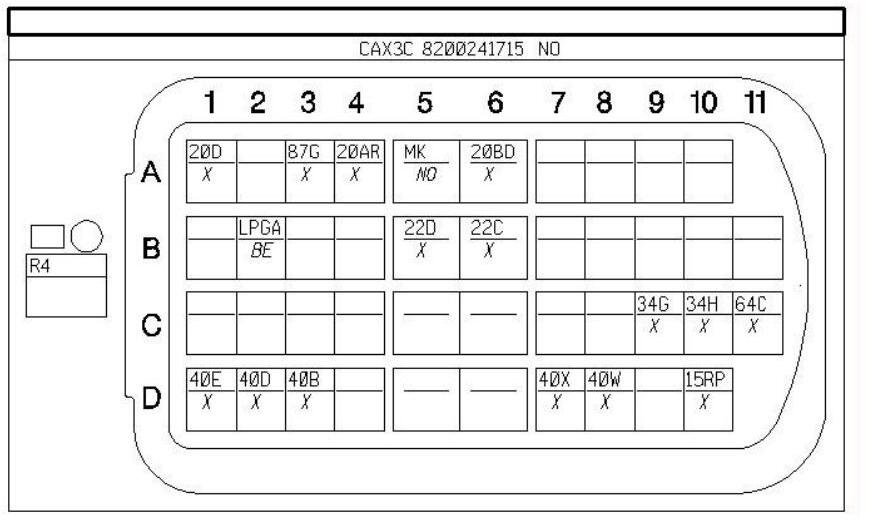 CAX3C 8200241715 NO
1 2 3 4 5 6 7 8 9 10 11
A 20D 87G 20AR MK 20BD
X X X NO X
B LPGA 22D 22C
BE X X
R4
C 34G 34H 64C
X X X
D 40E 40D 40B 40X 40W 15RP
X X X X X X